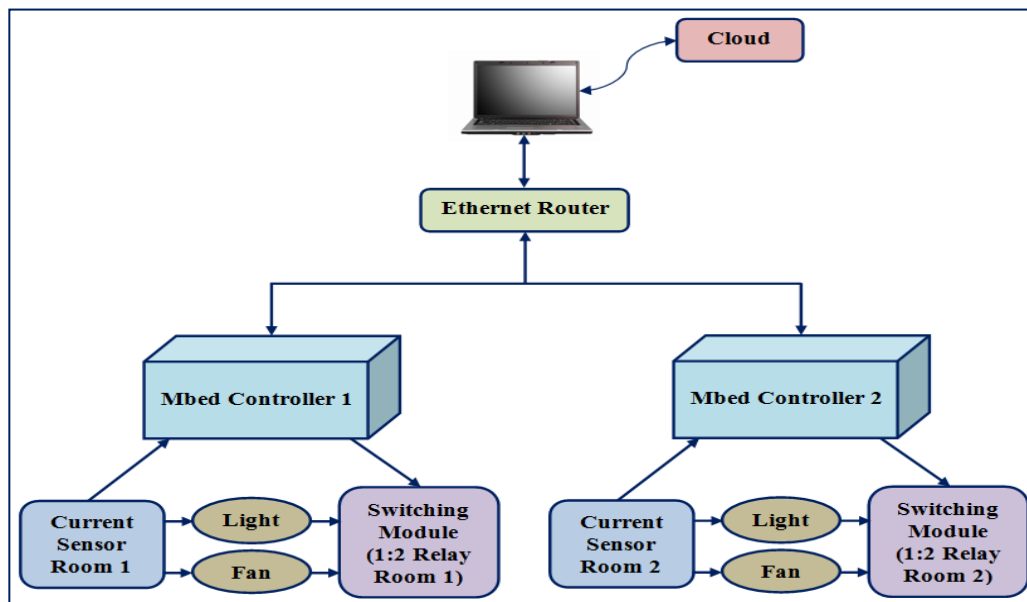 Cloud
Ethernet Router
Mbed Controller 1
Mbed Controller 2
Current
Sensor
Room 1
Light
Fan
Switching
Module
(1:2 Relay
Room 1)
Current
Sensor
Room 2
Light
Fan
Switching
Module
(1:2 Relay
Room 2)